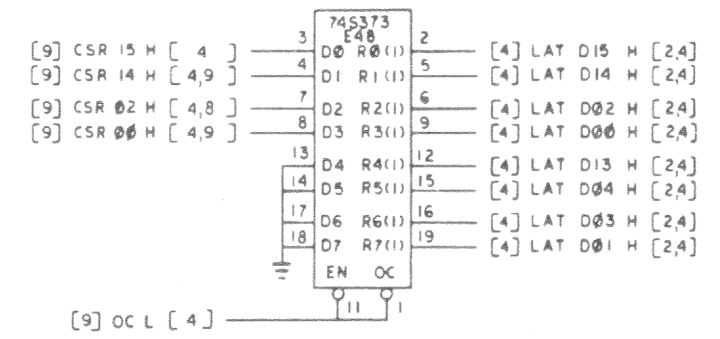 74S373
E48
3 2
[9] CSR 15 H [ 4 ] D0 R0(1) [4] LAT D15 H [2,4]
4 5
[9] CSR 14 H [ 4,9 ] D1 R1(1) [4] LAT D14 H [2,4]
7 6
[9] CSR 02 H [ 4,8 ] D2 R2(1) [4] LAT D02 H [2,4]
8 9
[9] CSR 00 H [ 4,9 ] D3 R3(1) [4] LAT D00 H [2,4]
13 12
D4 R4(1) [4] LAT D13 H [2,4]
14 15
D5 R5(1) [4] LAT D04 H [2,4]
17 16
D6 R6(1) [4] LAT D03 H [2,4]
18 19
D7 R7(1) [4] LAT D01 H [2,4]
EN OC
11 1
[9] OC L [ 4 ]